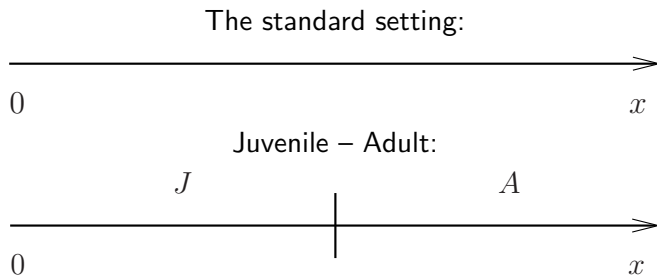 The standard setting:
0 x
Juvenile – Adult:
J A
0 x